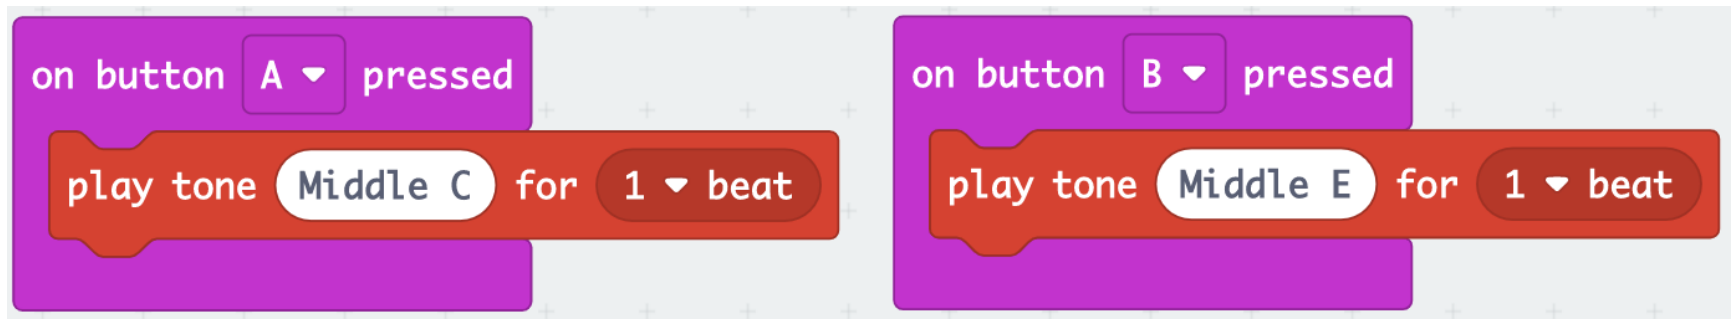 on button A pressed
play tone Middle C for 1 beat
on button B pressed
play tone Middle E for 1 beat